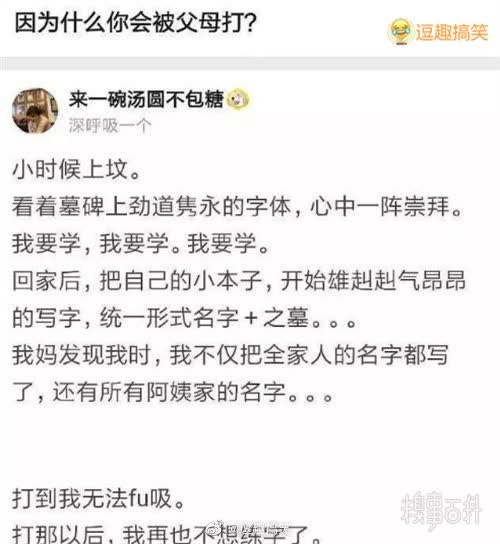 因为什么你会被父母打?
逗趣搞笑
来一碗汤圆不包糖
深呼吸一个
小时候上坟。
看着墓碑上劲道隽永的字体，心中一阵崇拜。
我要学，我要学。我要学。
回家后，把自己的小本子，开始雄赳赳气昂昂
的写字，统一形式名字＋之墓。。。
我妈发现我时，我不仅把全家人的名字都写
了，还有所有阿姨家的名字。。。
打到我无法fu吸。
打那以后，我再也不想练字了。
糗事百科